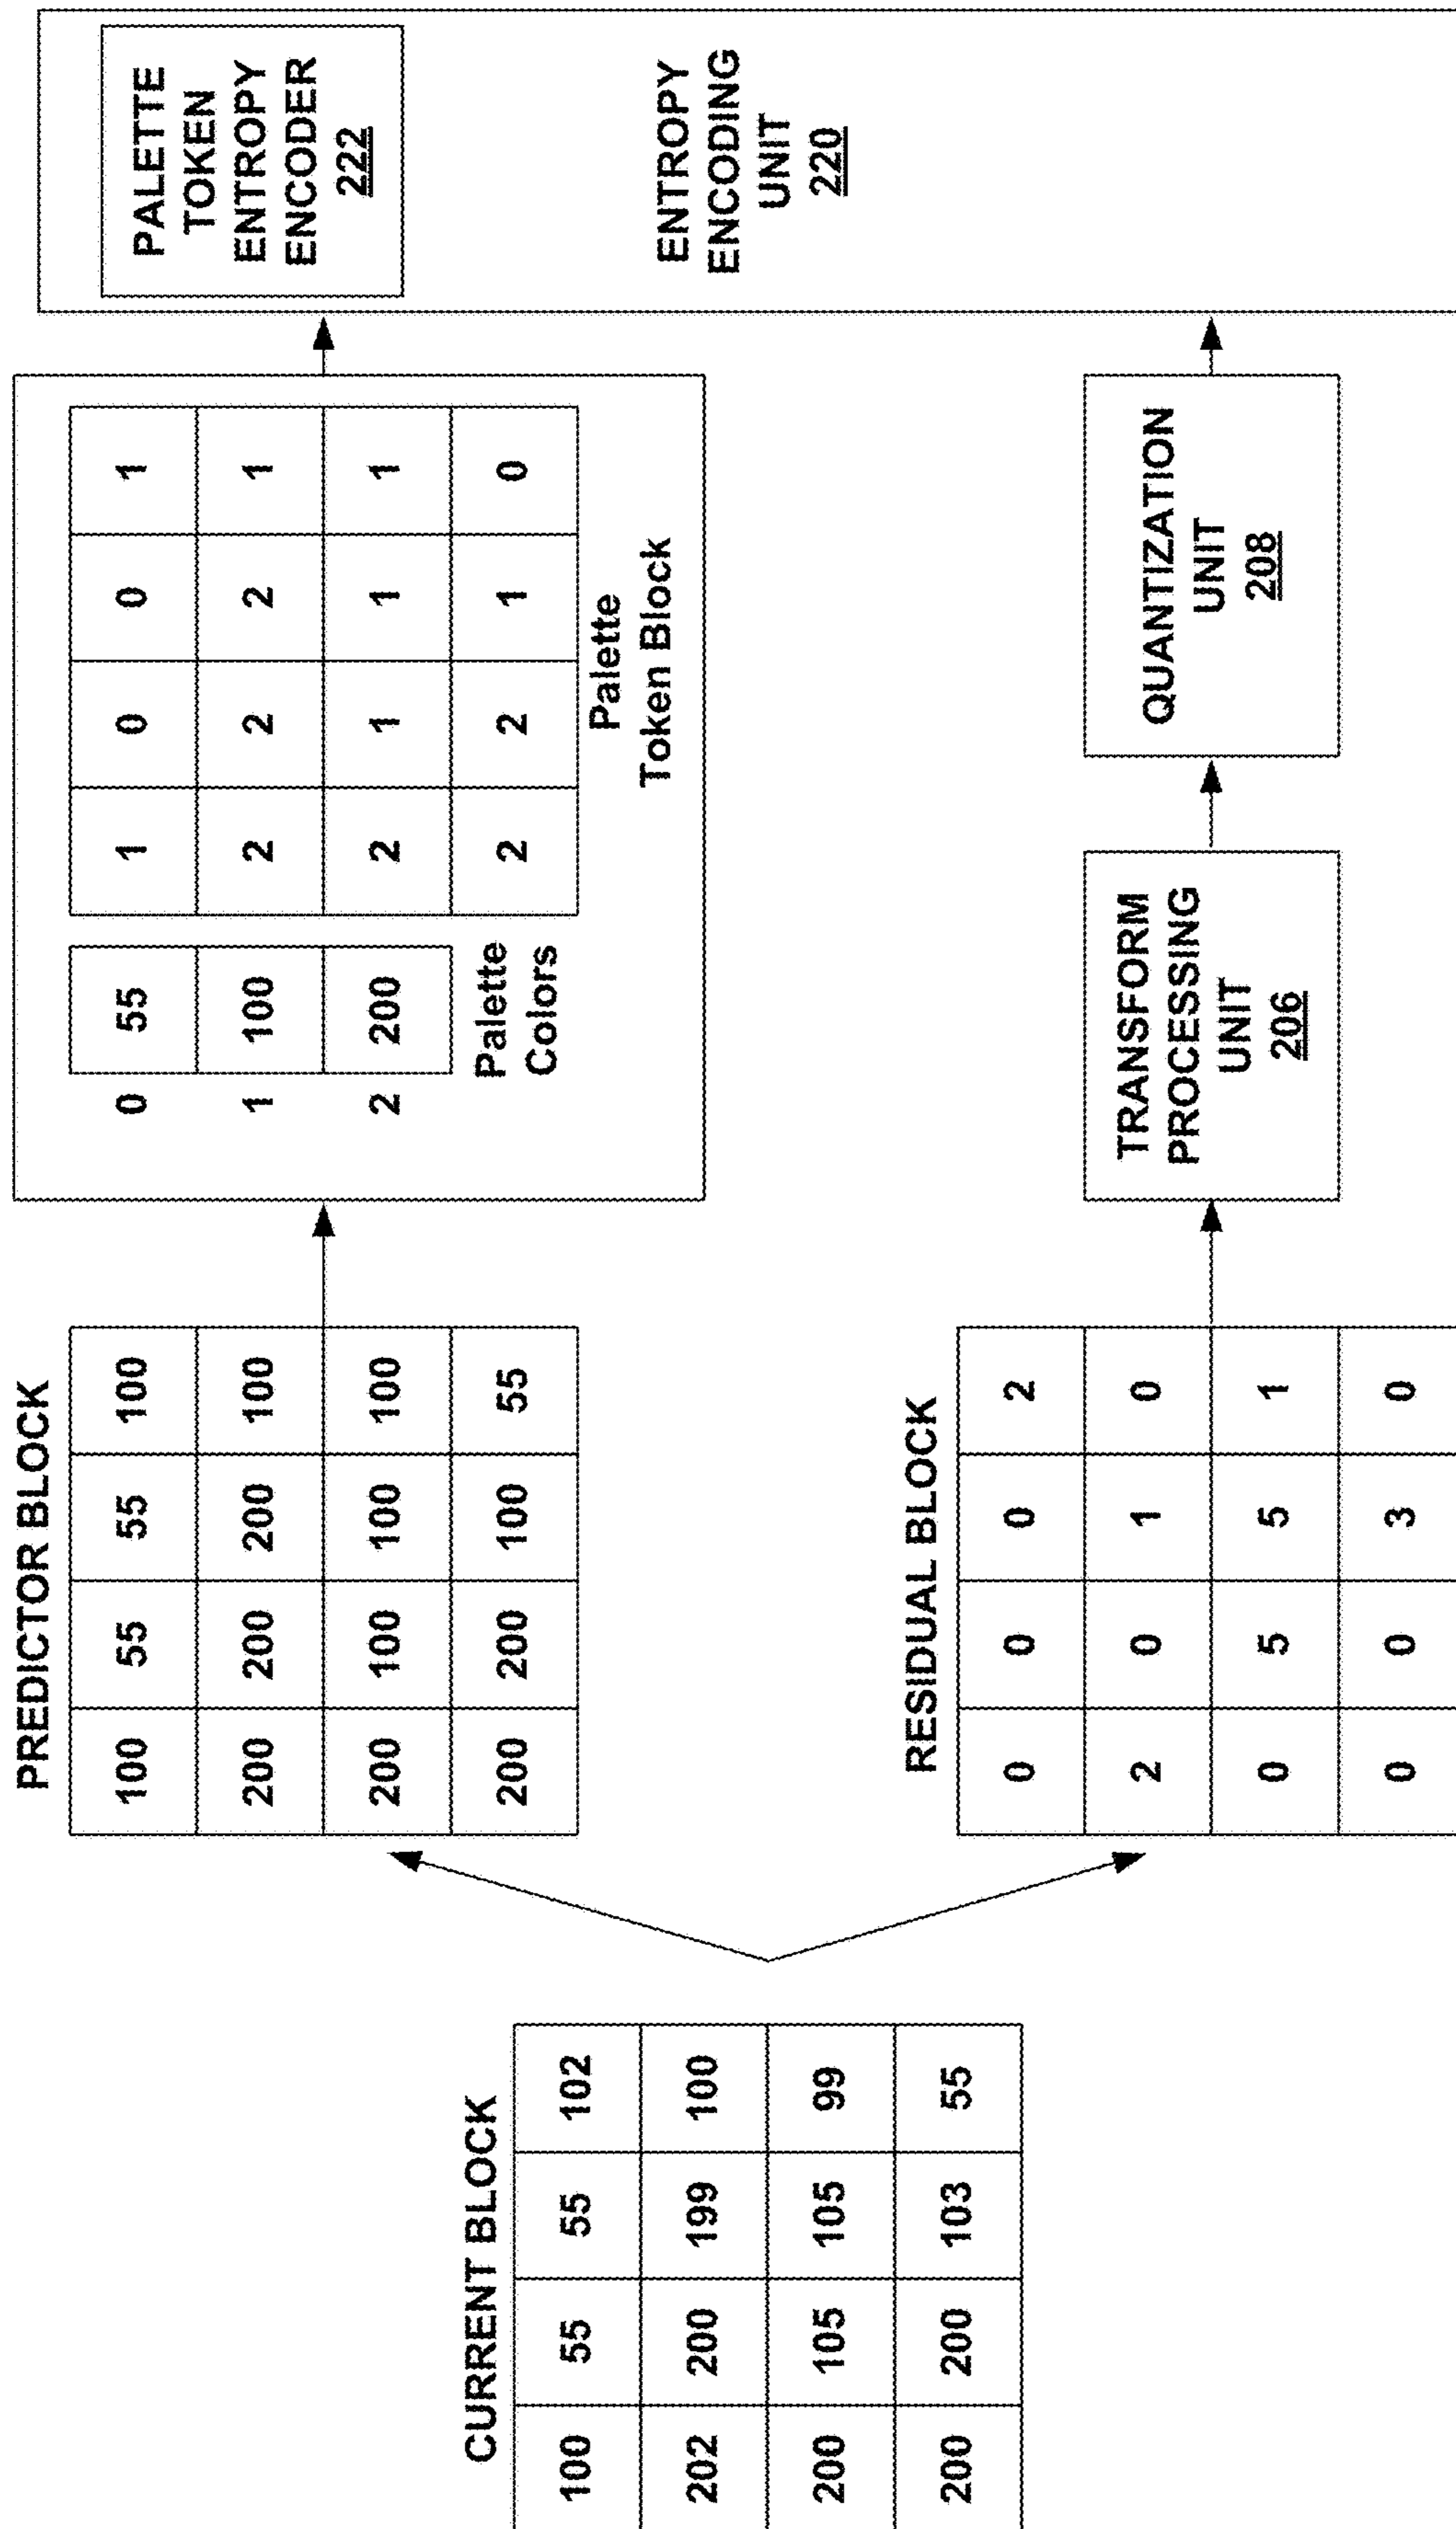 CURRENT BLOCK
100 55 55 102
202 200 199 100
200 105 105 99
200 200 103 55
PREDICTOR BLOCK
100 55 55 100
200 200 200 100
200 100 100 100
200 200 100 55
RESIDUAL BLOCK
0 0 0 2
2 0 1 0
0 5 5 1
0 0 3 0
0 55
1 100
2 200
Palette
Colors
1 0 0 1
2 2 2 1
2 1 1 1
2 2 1 0
Palette
Token Block
TRANSFORM
PROCESSING
UNIT
206
QUANTIZATION
UNIT
208
PALETTE
TOKEN
ENTROPY
ENCODER
222
ENTROPY
ENCODING
UNIT
220